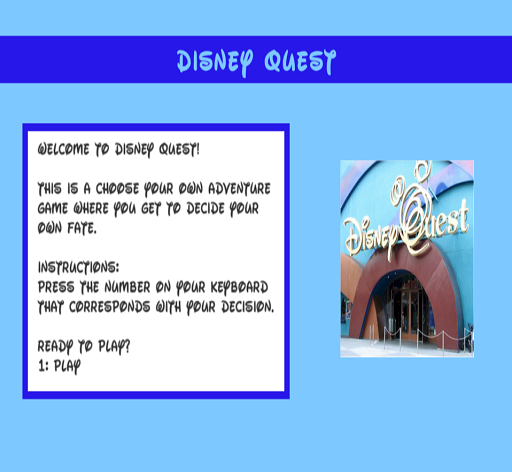 DISNEY QUEST
WELCOME TO DISNEY QUEST!
THIS IS A CHOOSE YOUR OWN ADVENTURE
GAME WHERE YOU GET TO DECIDE YOUR
OWN FATE.
INSTRUCTIONS:
PRESS THE NUMBER ON YOUR KEYBOARD
THAT CORRESPONDS WITH YOUR DECISION.
READY TO PLAY?
1: PLAY
Disney Quest